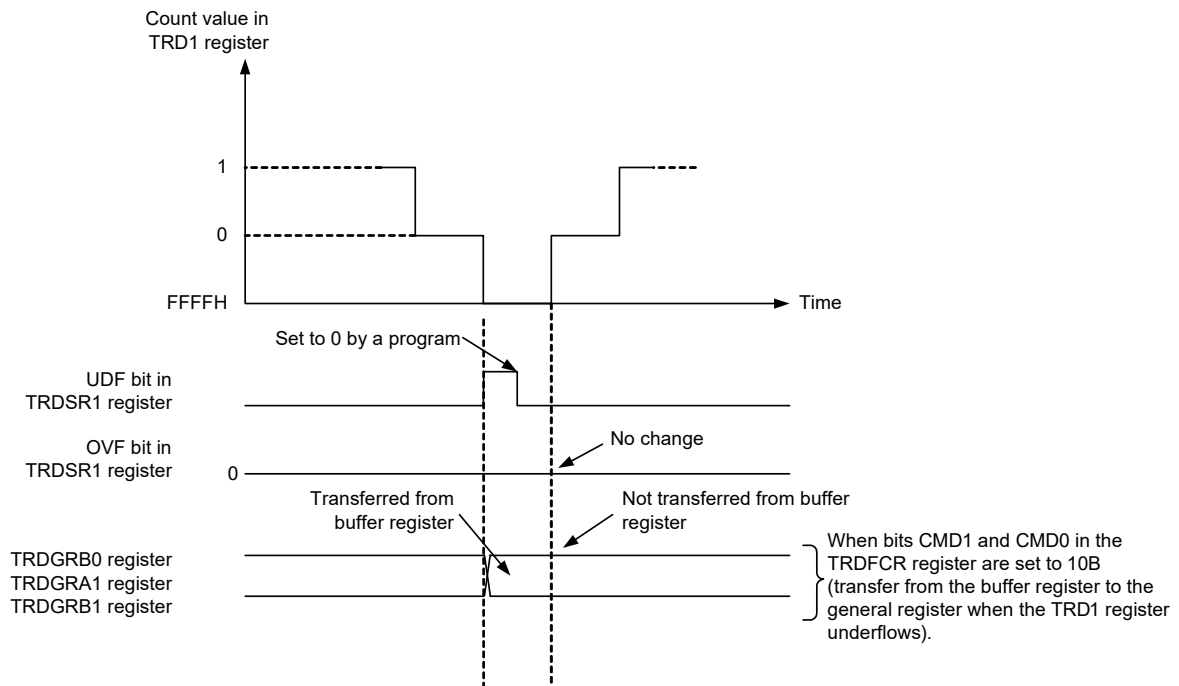 Count value in
TRD1 register
1
0
FFFFH
Time
Set to 0 by a program
UDF bit in
TRDSR1 register
OVF bit in
TRDSR1 register
0
No change
Transferred from
buffer register
Not transferred from buffer
register
TRDGRB0 register
TRDGRA1 register
TRDGRB1 register
When bits CMD1 and CMD0 in the
TRDFCR register are set to 10B
(transfer from the buffer register to the
general register when the TRD1 register
underflows).